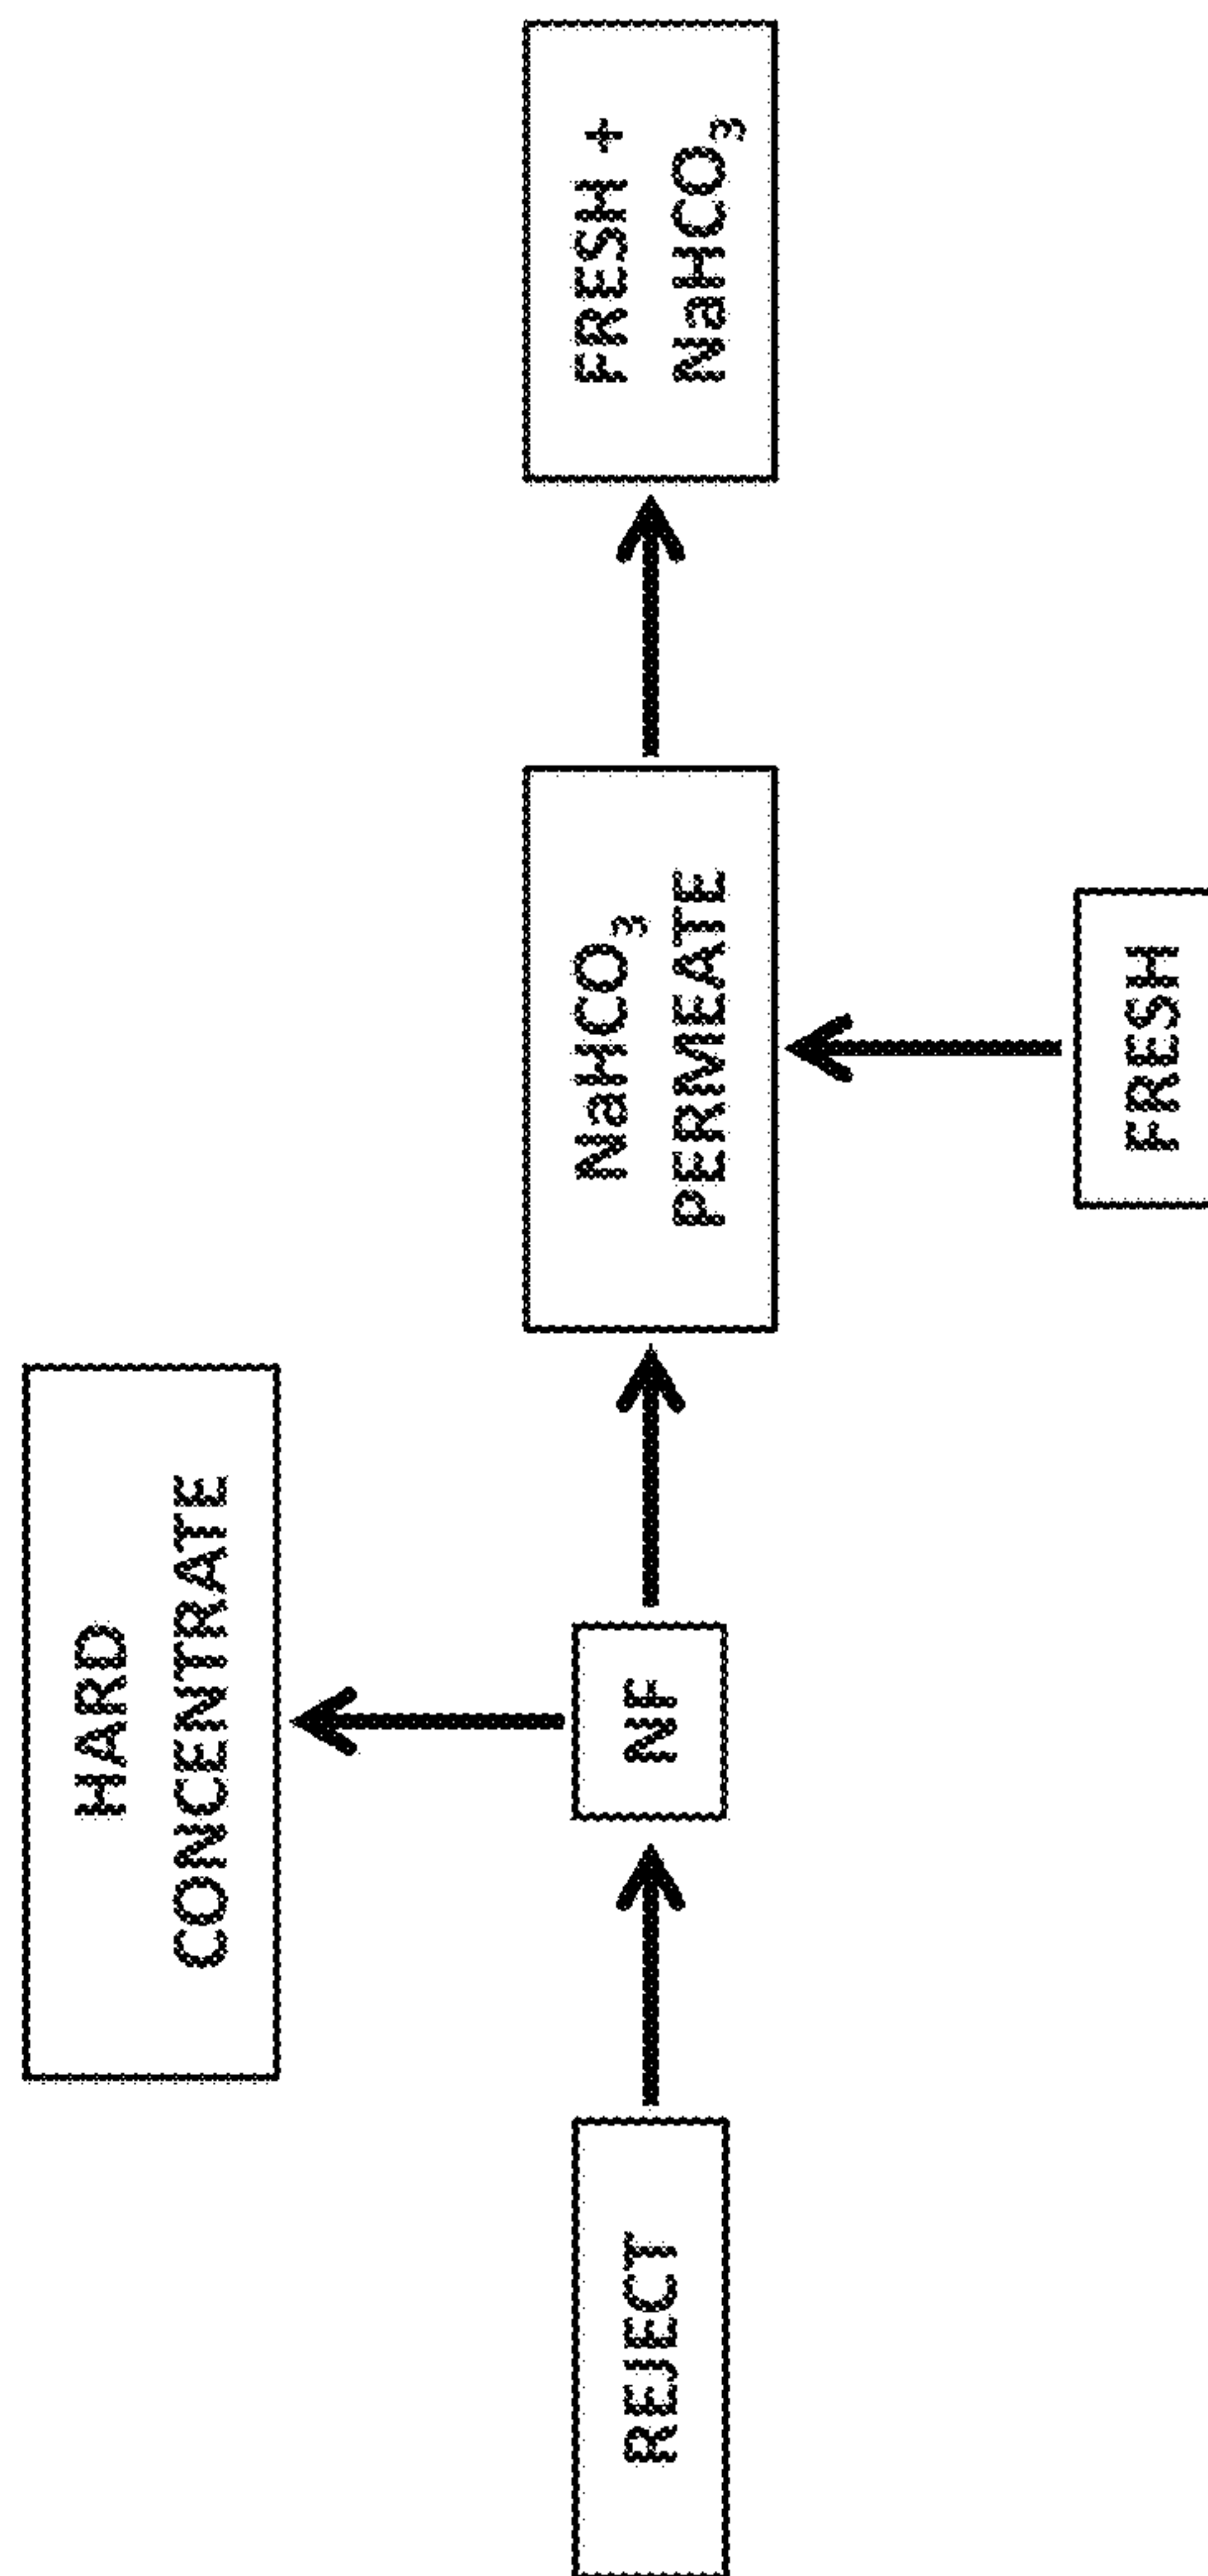 HARD
CONCENTRATE
REJECT
NF
NaHCO₃
PERMEATE
FRESH +
NaHCO₃
FRESH